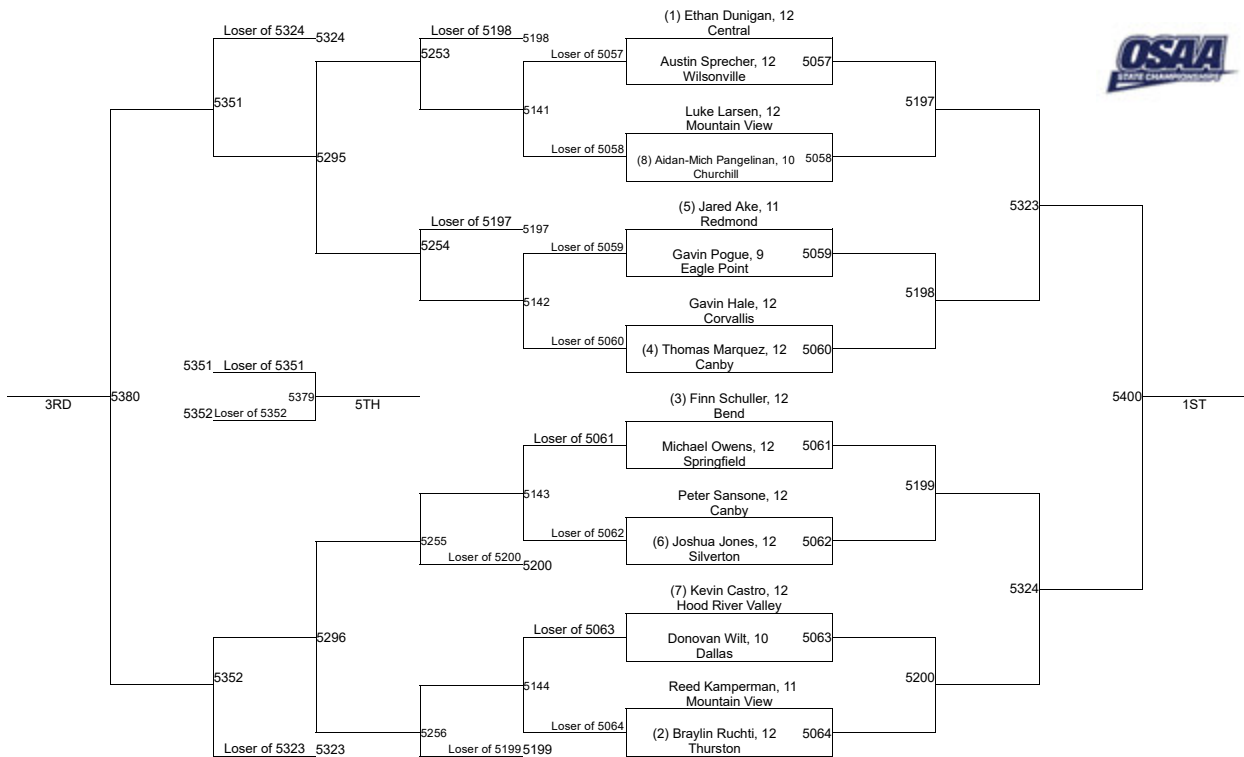 (1) Ethan Dunigan, 12
Central
Loser of 5324 5324
Loser of 5198 5198
OSAA
STATE CHAMPIONSHIPS
5253
Loser of 5057
Austin Sprecher, 12 5057
Wilsonville
5351
5141
Luke Larsen, 12
Mountain View
5197
5295
Loser of 5058
(8) Aidan-Mich Pangelinan, 10 5058
Churchill
(5) Jared Ake, 11
Redmond
5323
Loser of 5197 5197
5254
Loser of 5059
Gavin Pogue, 9 5059
Eagle Point
5142
Gavin Hale, 12
Corvallis
5198
Loser of 5060
(4) Thomas Marquez, 12 5060
Canby
5351 Loser of 5351
3RD
5380
5379
5TH
5352 Loser of 5352
(3) Finn Schuller, 12
Bend
5400
1ST
Loser of 5061
Michael Owens, 12 5061
Springfield
5143
Peter Sansone, 12
Canby
5199
5255
Loser of 5062
(6) Joshua Jones, 12 5062
Silverton
Loser of 5200 5200
(7) Kevin Castro, 12
Hood River Valley
5324
5296
Loser of 5063
Donovan Wilt, 10 5063
Dallas
5352
5144
Reed Kamperman, 11
Mountain View
5200
5256
Loser of 5064
(2) Braylin Ruchti, 12 5064
Thurston
Loser of 5323 5323
Loser of 5199 5199